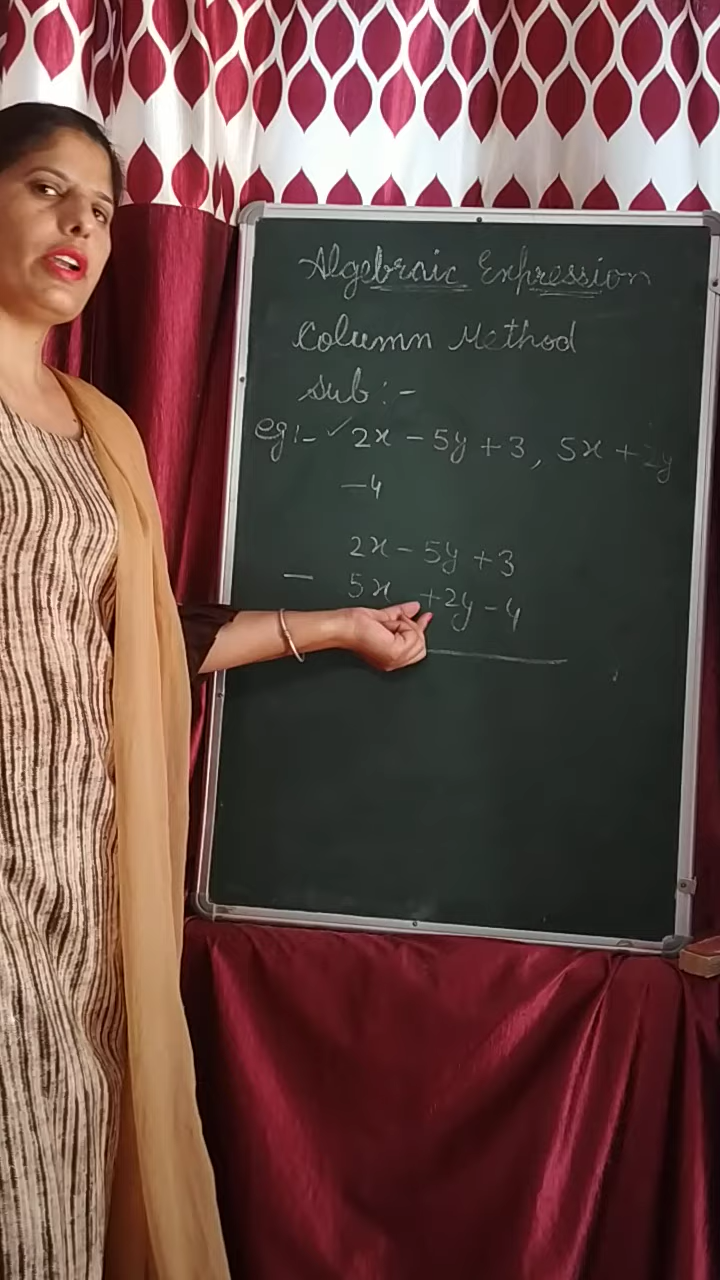 Algebraic Expression
Column Method
Sub :-
eg:- ✓ 2x - 5y + 3, 5x + 2y
-4
2x - 5y + 3
- 5x + 2y - 4